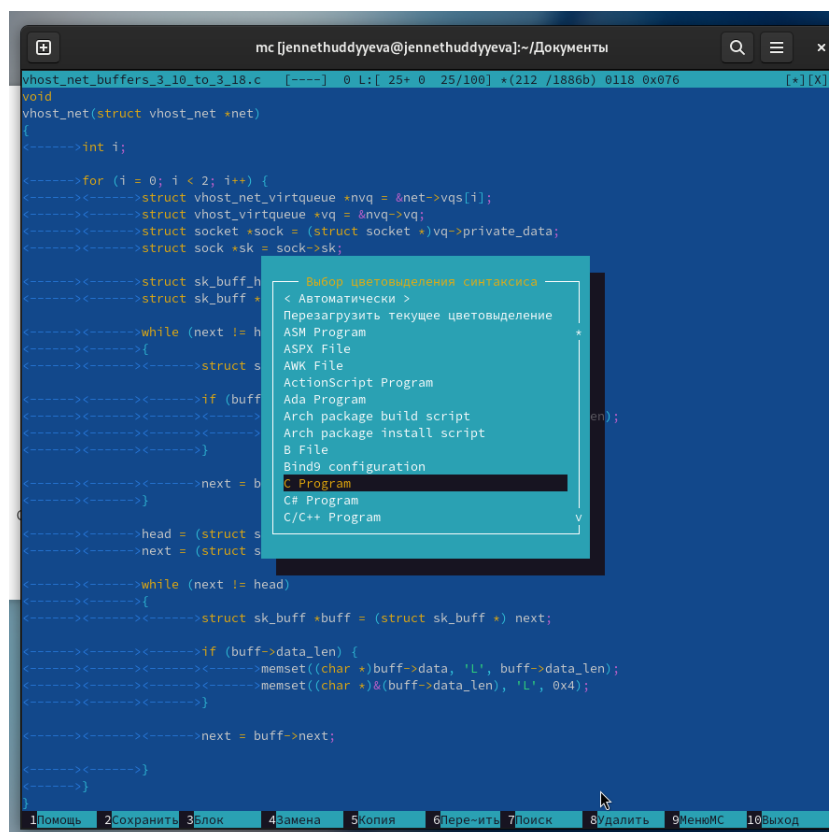 mc [jennethuddyyeva@jennethuddyyeva]:~/Документы
vhost_net_buffers_3_10_to_3_18.c [----] 0 L:[ 25+ 0 25/100] *(212 /1886b) 0118 0x076 [*][X]
void
vhost_net(struct vhost_net *net)
{
<------>int i;
<------>for (i = 0; i < 2; i++) {
<------><------>struct vhost_net_virtqueue *nvq = &net->vqs[i];
<------><------>struct vhost_virtqueue *vq = &nvq->vq;
<------><------>struct socket *sock = (struct socket *)vq->private_data;
<------><------>struct sock *sk = sock->sk;
<------><------>struct sk_buff_h
<------><------>struct sk_buff *
<------><------>while (next != h
<------><------>{
<------><------><------>struct s
<------><------><------>if (buff
<------><------><------><------> en);
<------><------><------><------>
<------><------><------>}
<------><------><------>next = b
<------><------>}
<------><------>head = (struct s
<------><------>next = (struct s
Выбор цветовыделения синтаксиса
< Автоматически >
Перезагрузить текущее цветовыделение
ASM Program
ASPX File
AWK File
ActionScript Program
Ada Program
Arch package build script
Arch package install script
B File
Bind9 configuration
C Program
C# Program
C/C++ Program
<------><------>while (next != head)
<------><------>{
<------><------><------>struct sk_buff *buff = (struct sk_buff *) next;
<------><------><------>if (buff->data_len) {
<------><------><------><------>memset((char *)buff->data, 'L', buff->data_len);
<------><------><------><------>memset((char *)&(buff->data_len), 'L', 0x4);
<------><------><------>}
<------><------><------>next = buff->next;
<------><------>}
<------>}
}
1Помощь 2Сохранить 3Блок 4Замена 5Копия 6Пере~ить 7Поиск 8Удалить 9МенюМС 10Выход